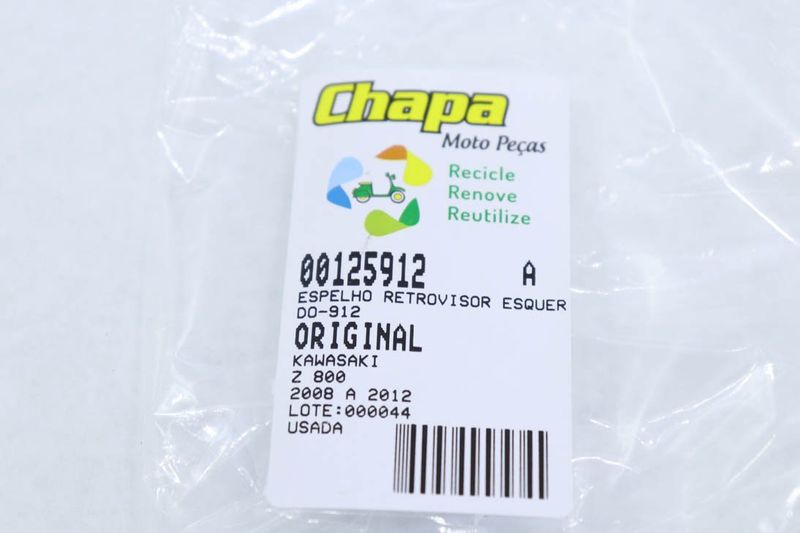 Chapa
Moto Peças
Recicle
Renove
Reutilize
00125912 A
ESPELHO RETROVISOR ESQUER
DO-912
ORIGINAL
KAWASAKI
Z 800
2008 A 2012
LOTE:000044
USADA